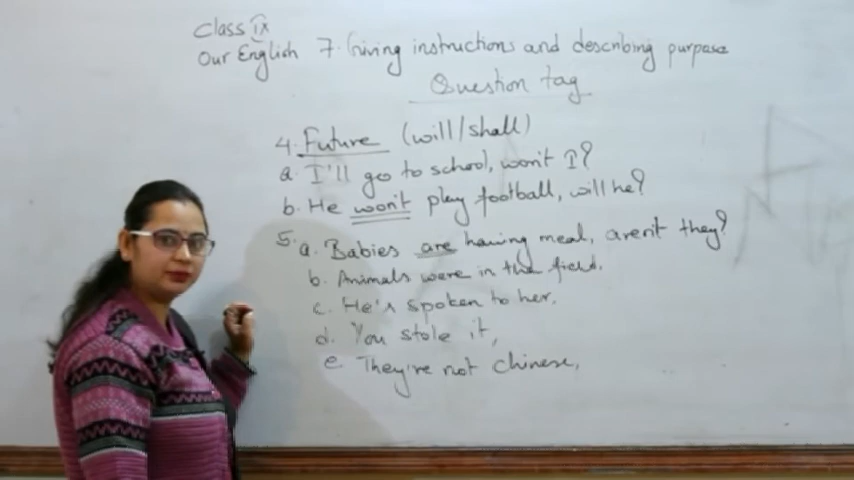 Class IX
Our English 7. Giving instructions and describing purpose
Question tag
4. Future (will/shall)
a. I'll go to school, won't I?
b. He won't play football, will he?
5. a. Babies are having meal, aren't they?
b. Animals were in the field.
c. He's spoken to her.
d. You stole it,
e. They're not chinese,